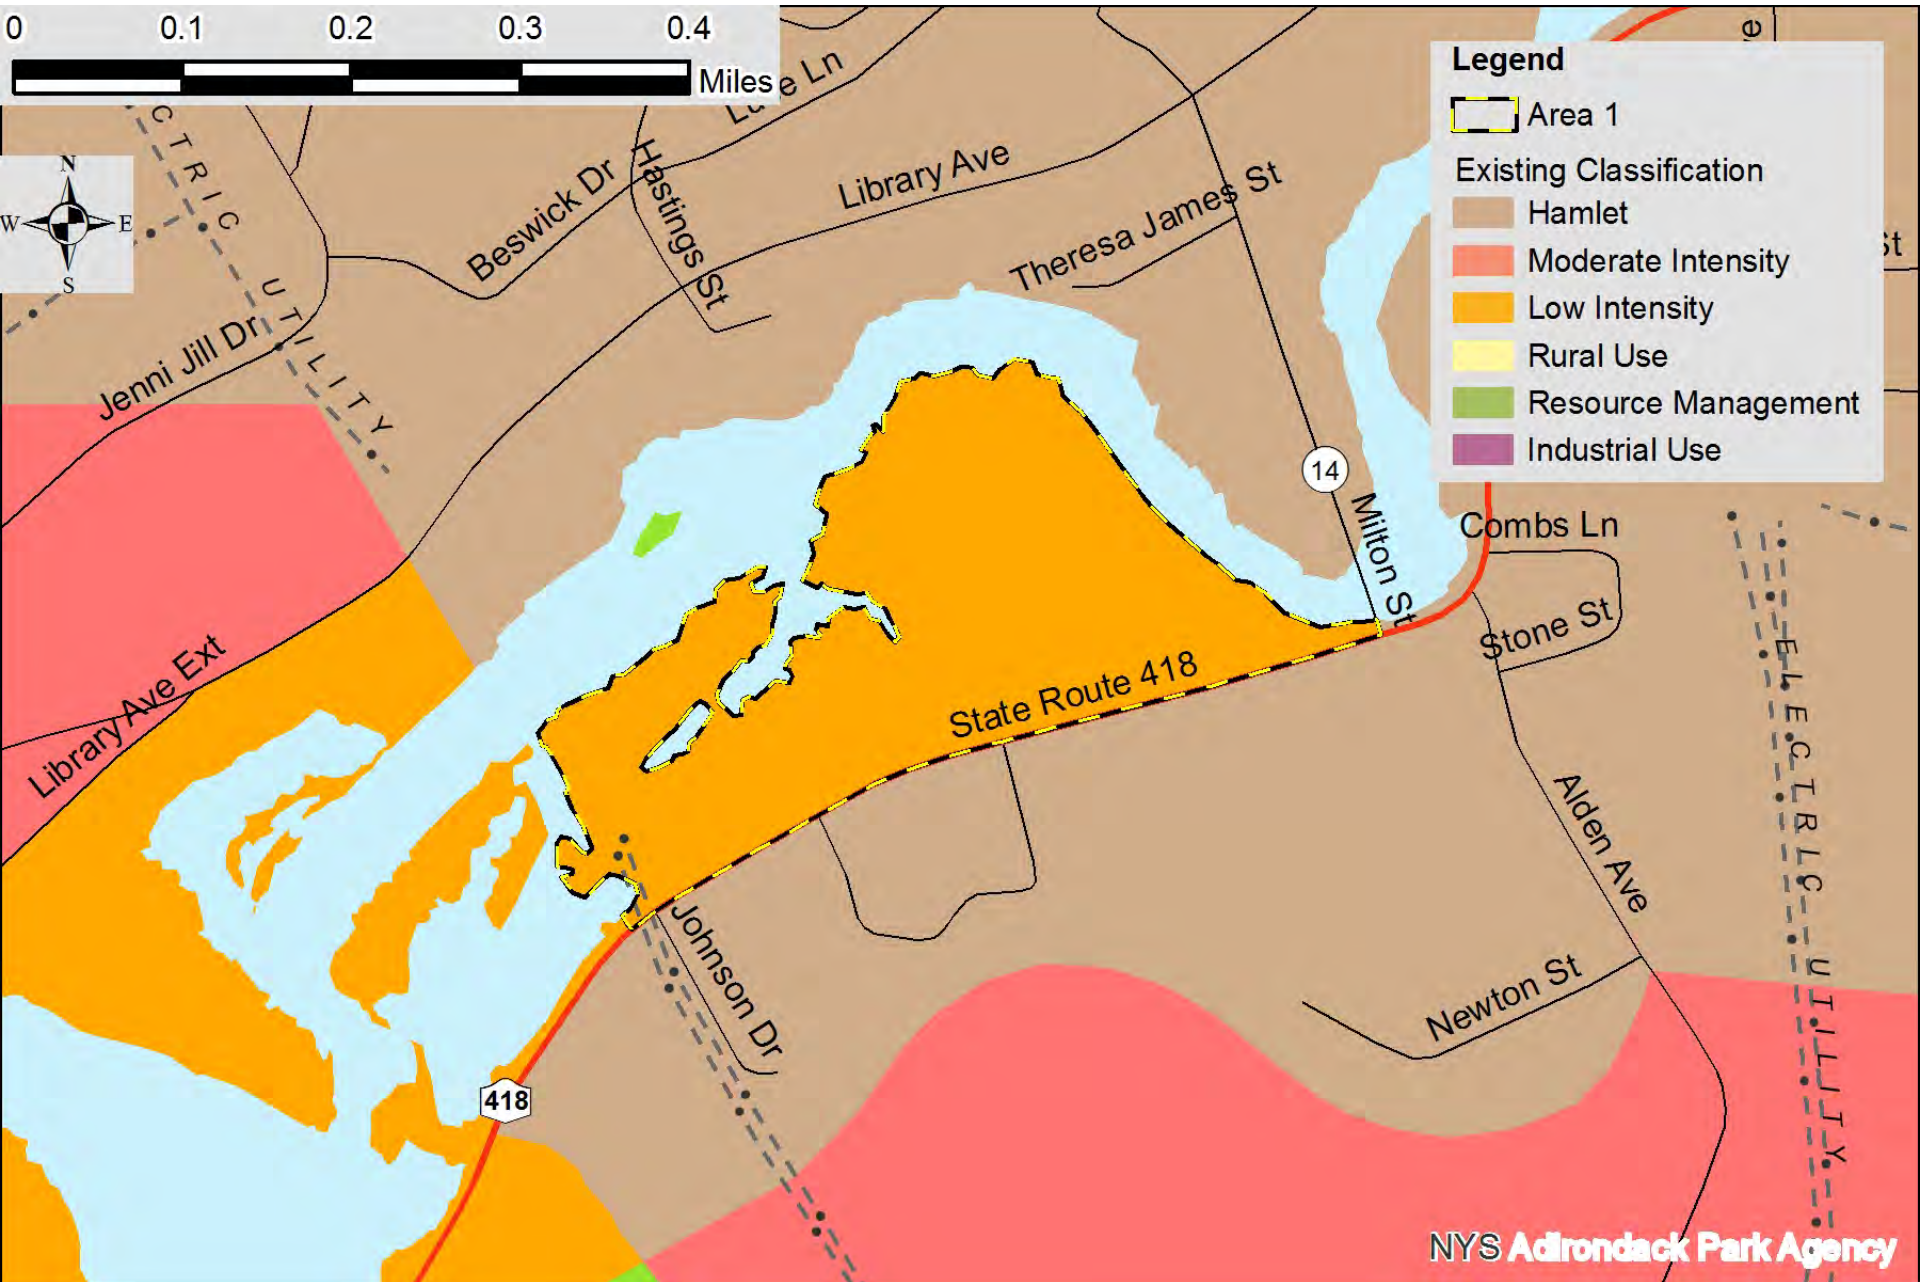 0 0.1 0.2 0.3 0.4
Miles
N
W E
S
Legend
Area 1
Existing Classification
Hamlet
Moderate Intensity
Low Intensity
Rural Use
Resource Management
Industrial Use
CTRIC UTILITY
Beswick Dr
Hastings St
Library Ave
Theresa James St
Jenni Jill Dr
14
Milton St
Combs Ln
Stone St
Library Ave Ext
State Route 418
ELECTRIC UTILITY
Alden Ave
Johnson Dr
Newton St
418
NYS Adirondack Park Agency